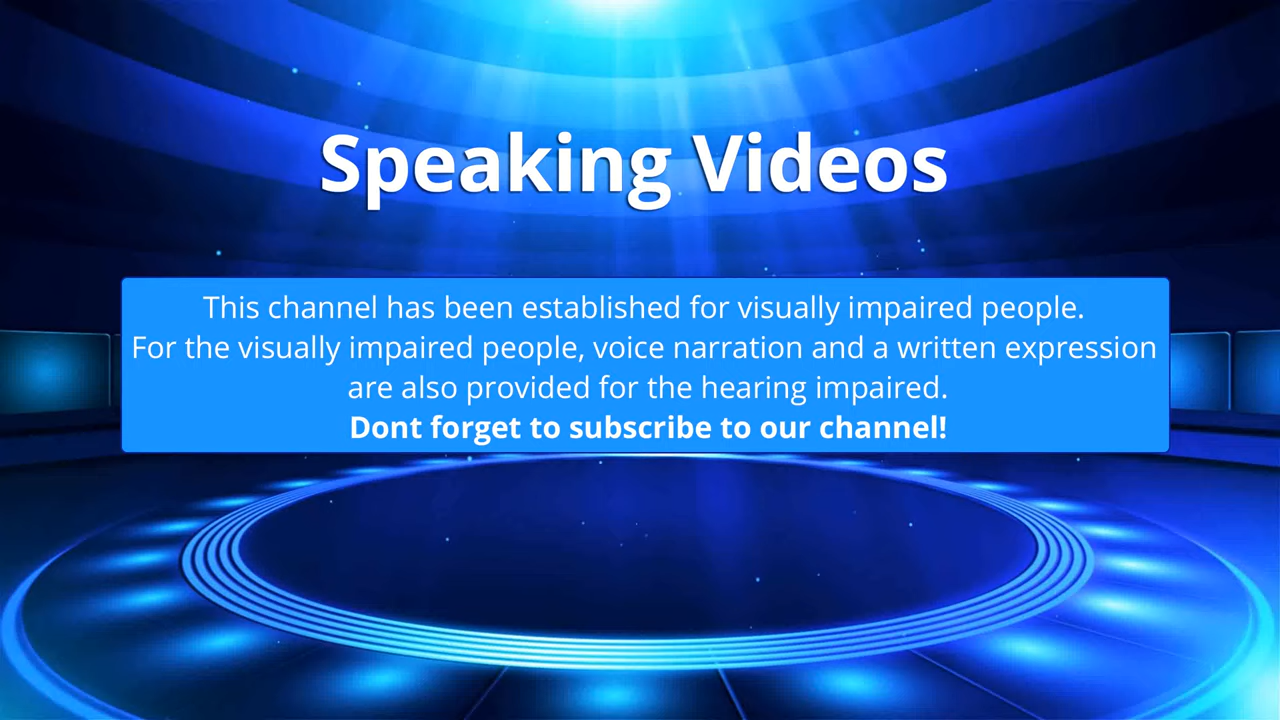 Speaking Videos
This channel has been established for visually impaired people.
For the visually impaired people, voice narration and a written expression
are also provided for the hearing impaired.
Dont forget to subscribe to our channel!